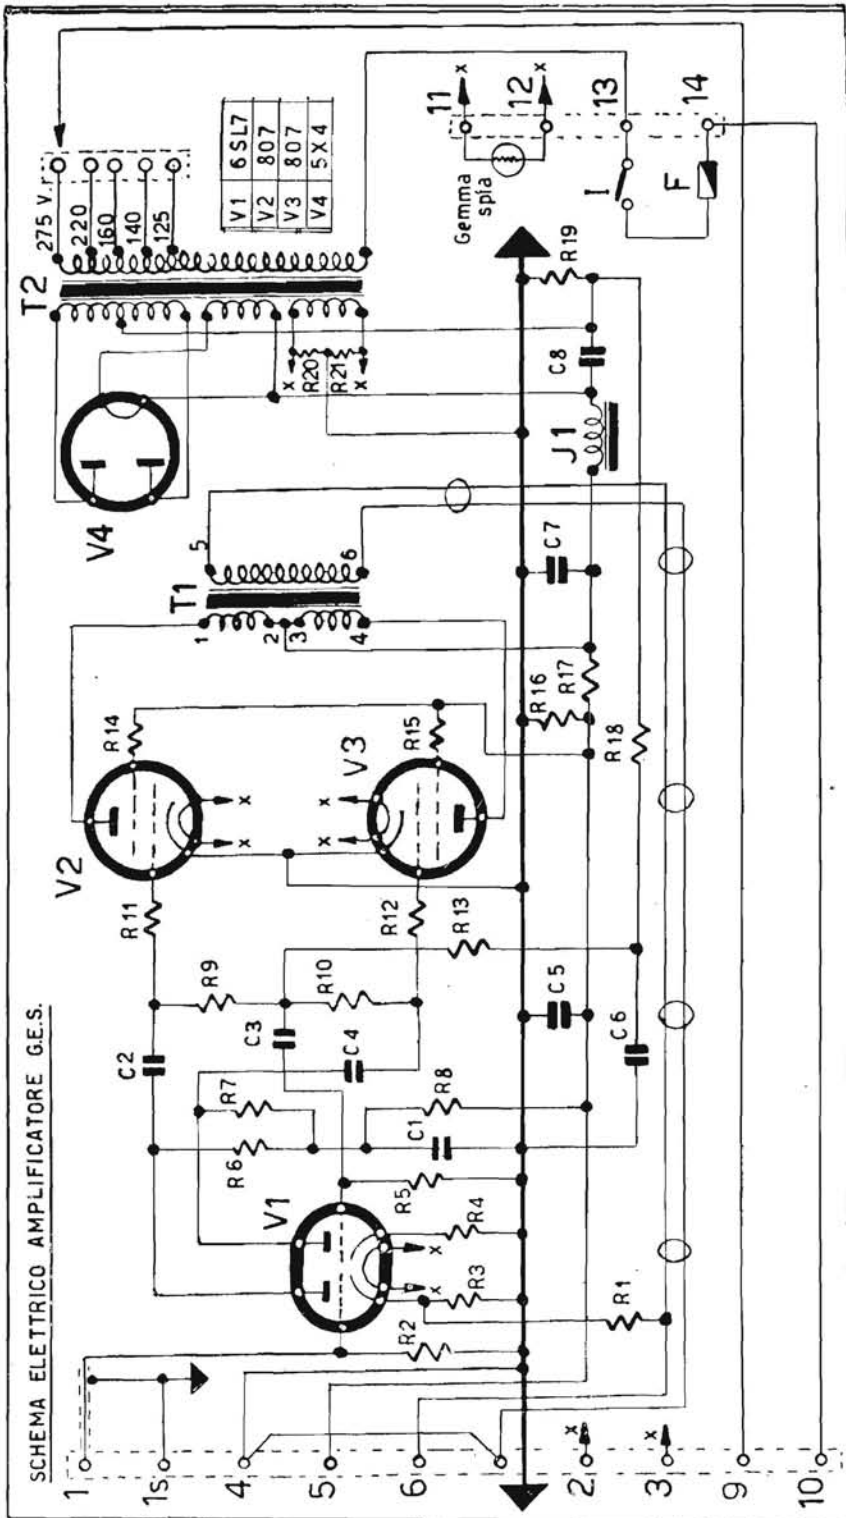 SCHEMA ELETTRICO AMPLIFICATORE G.E.S.
275 V.r
220
160
140
125
T2
V1 6SL7
V2 807
V3 807
V4 5X4
11
x
12
x
13
14
Gemma
spia
I
F
R19
x
R20
R21
x
C8
J1
V4
5
6
T1
1
2
3
4
C7
R16
R17
R18
R14
R15
V2
V3
x
x
x
x
R11
R12
R13
R9
R10
C2
C3
C4
C5
C6
R7
R6
R8
C1
R5
V1
R4
R3
x
x
R2
R1
1
1s
4
5
6
2
x
3
x
9
10